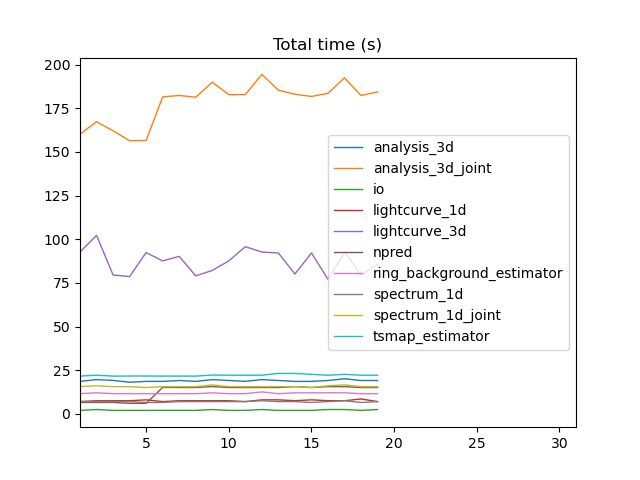 Total time (s)
200
175
150
125
100
75
50
25
0
analysis_3d
analysis_3d_joint
io
lightcurve_1d
lightcurve_3d
npred
ring_background_estimator
spectrum_1d
spectrum_1d_joint
tsmap_estimator
5 10 15 20 25 30